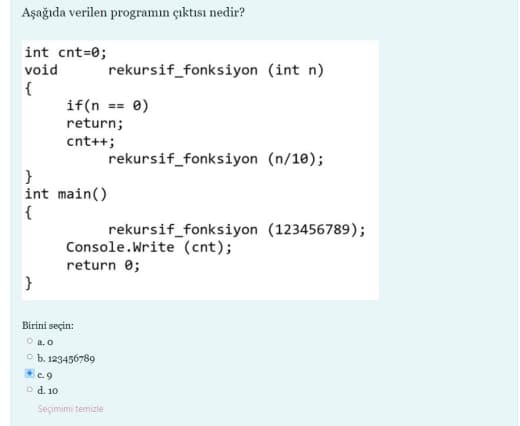 Aşağıda verilen programın çıktısı nedir?
int cnt=0;
void rekursif_fonksiyon (int n)
{
if(n == 0)
return;
cnt++;
rekursif_fonksiyon (n/10);
}
int main()
{
rekursif_fonksiyon (123456789);
Console.Write (cnt);
return 0;
}
Birini seçin:
a. 0
b. 123456789
c. 9
d. 10
Seçimimi temizle